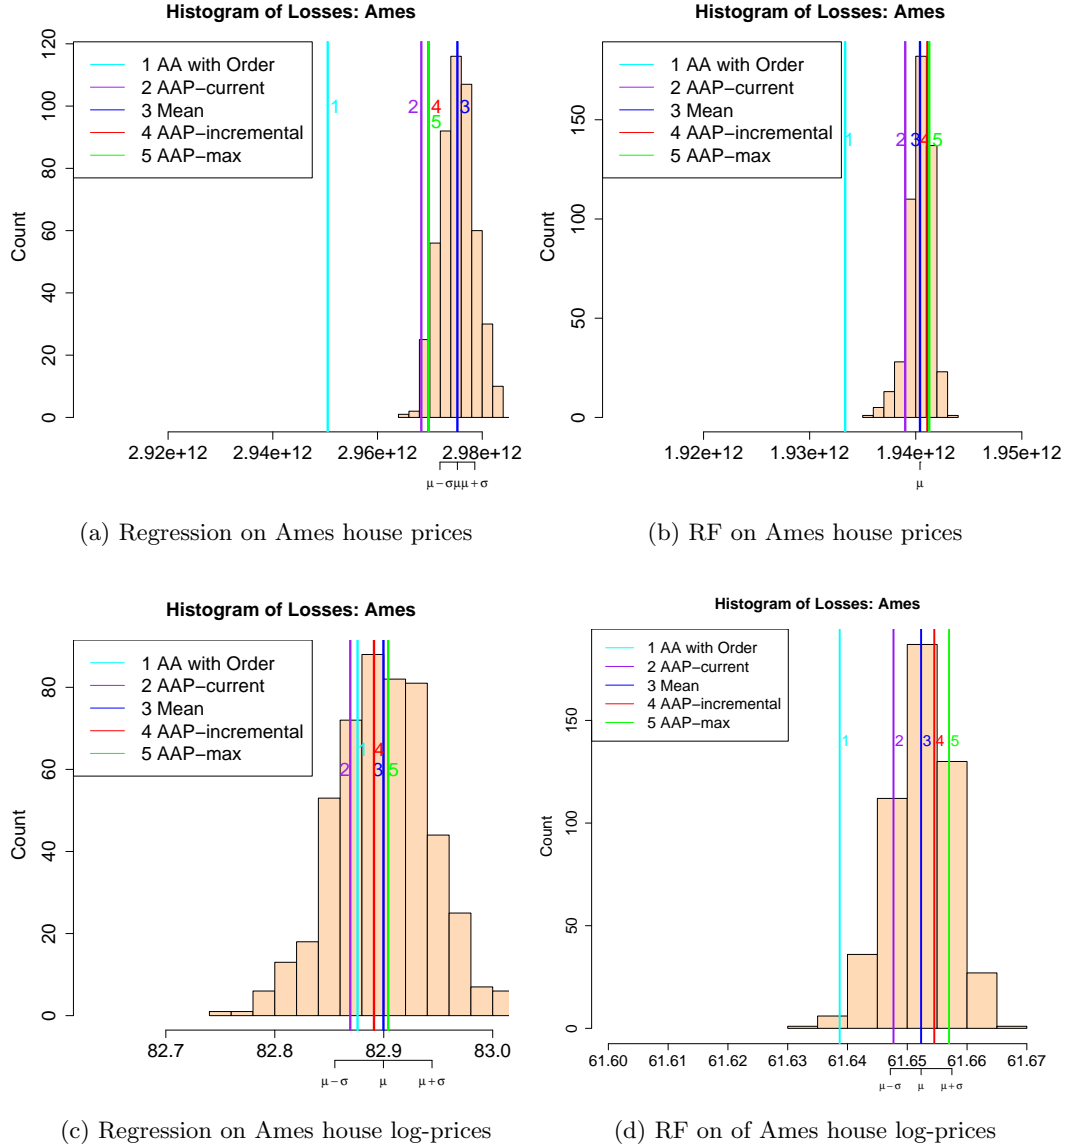 Histogram of Losses: Ames
1 AA with Order
2 AAP−current
3 Mean
4 AAP−incremental
5 AAP−max
1
2
4
3
5
Count
0
20
40
60
80
100
120
2.92e+12 2.94e+12 2.96e+12 2.98e+12
μ−σ μ μ+σ
(a) Regression on Ames house prices
Histogram of Losses: Ames
1 AA with Order
2 AAP−current
3 Mean
4 AAP−incremental
5 AAP−max
1 2 3 4 5
Count
0
50
100
150
1.92e+12 1.93e+12 1.94e+12 1.95e+12
μ
(b) RF on Ames house prices
Histogram of Losses: Ames
1 AA with Order
2 AAP−current
3 Mean
4 AAP−incremental
5 AAP−max
1 4
2 3 5
Count
0
20
40
60
80
82.7 82.8 82.9 83.0
μ−σ μ μ+σ
(c) Regression on Ames house log-prices
Histogram of Losses: Ames
1 AA with Order
2 AAP−current
3 Mean
4 AAP−incremental
5 AAP−max
1 2 3 4 5
Count
0
50
100
150
61.60 61.61 61.62 61.63 61.64 61.65 61.66 61.67
μ−σ μ μ+σ
(d) RF on of Ames house log-prices